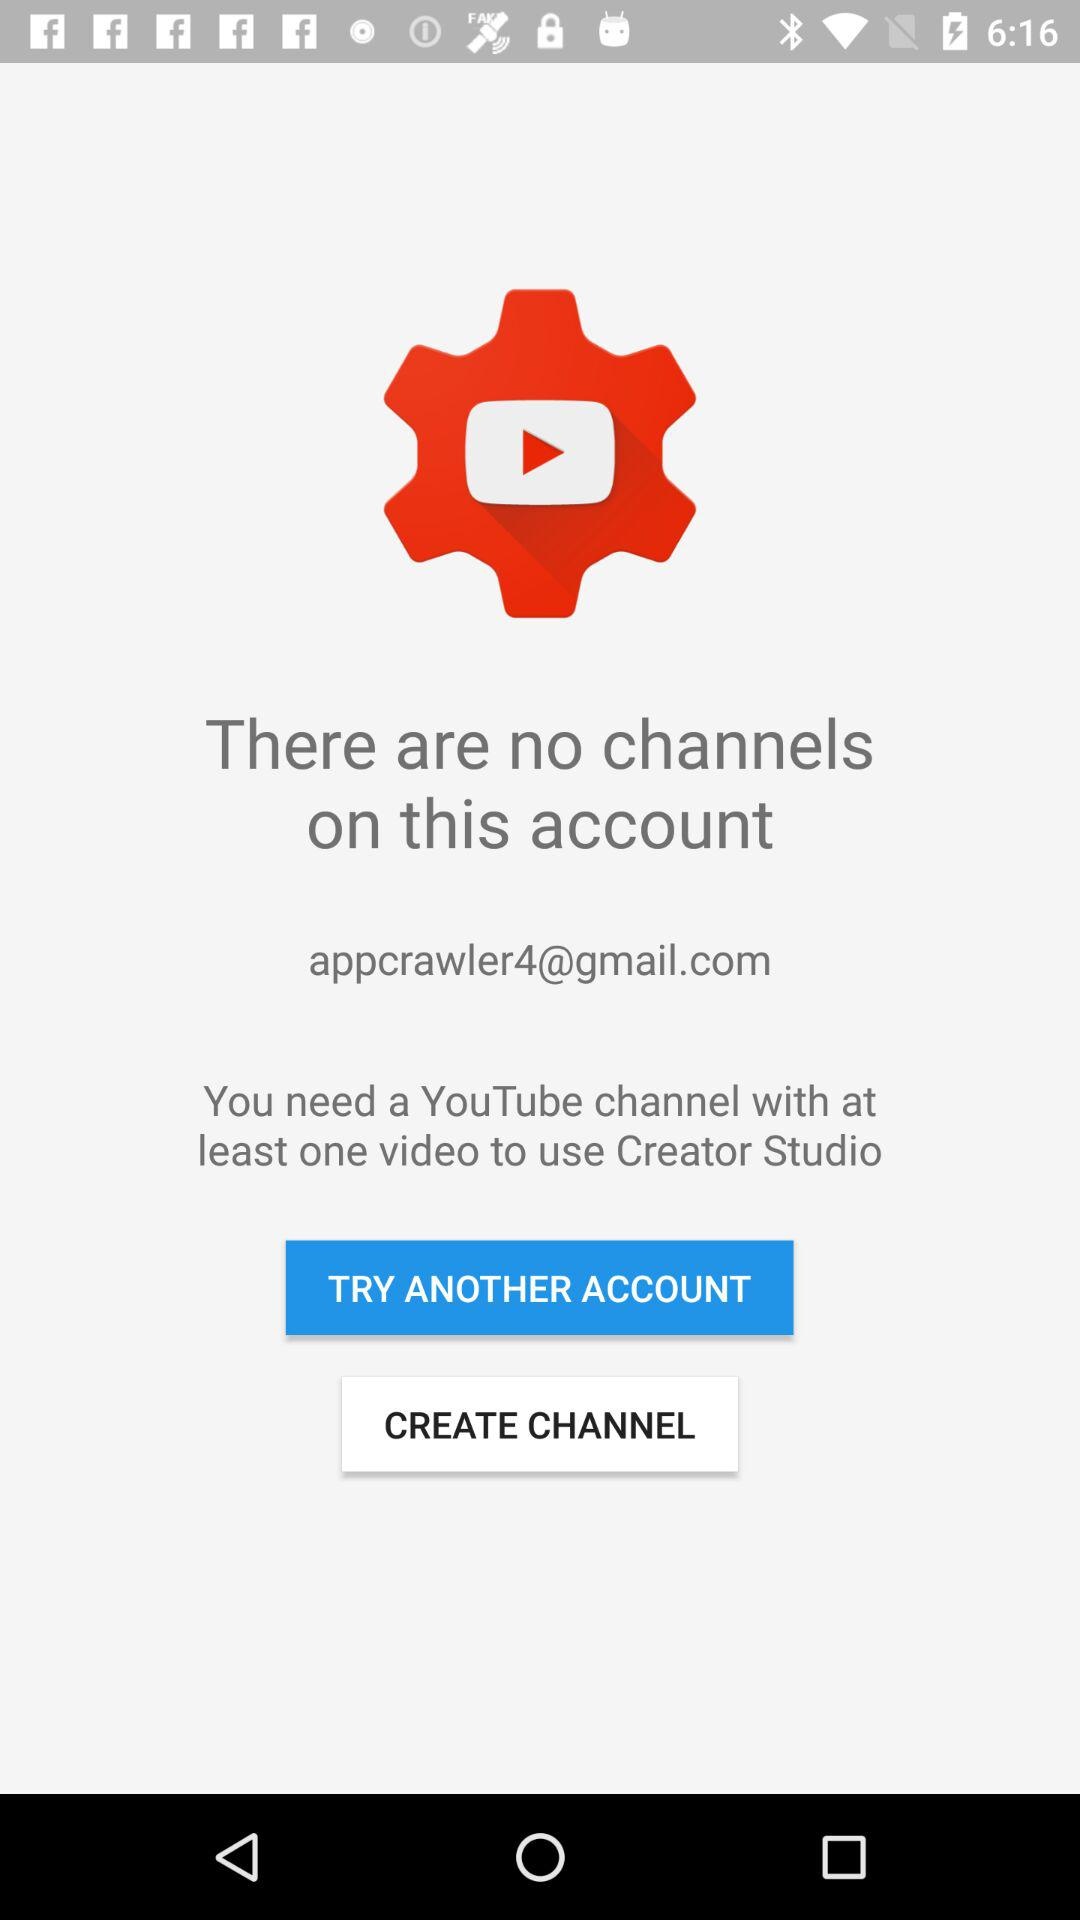 FAKE
6:16
There are no channels
on this account
appcrawler4@gmail.com
You need a YouTube channel with at
least one video to use Creator Studio
TRY ANOTHER ACCOUNT
CREATE CHANNEL